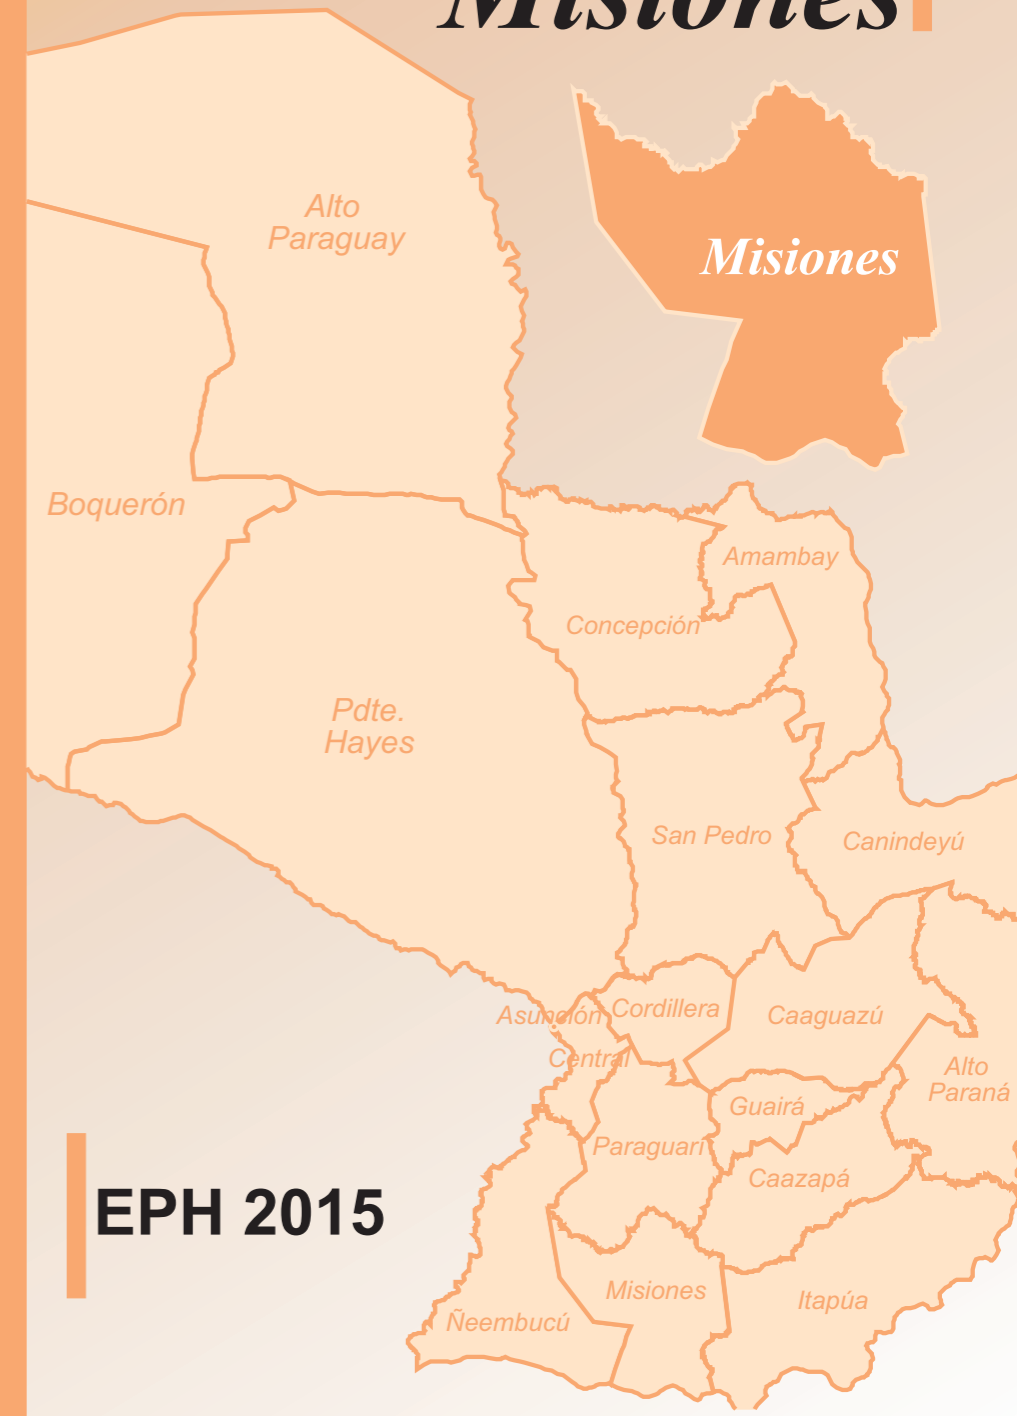 Misiones
Misiones
Alto
Paraguay
Boquerón
Amambay
Concepción
Pdte.
Hayes
San Pedro
Canindeyú
Asunción
Cordillera
Caaguazú
Central
Alto
Paraná
Guairá
Paraguarí
Caazapá
EPH 2015
Misiones
Itapúa
Ñeembucú